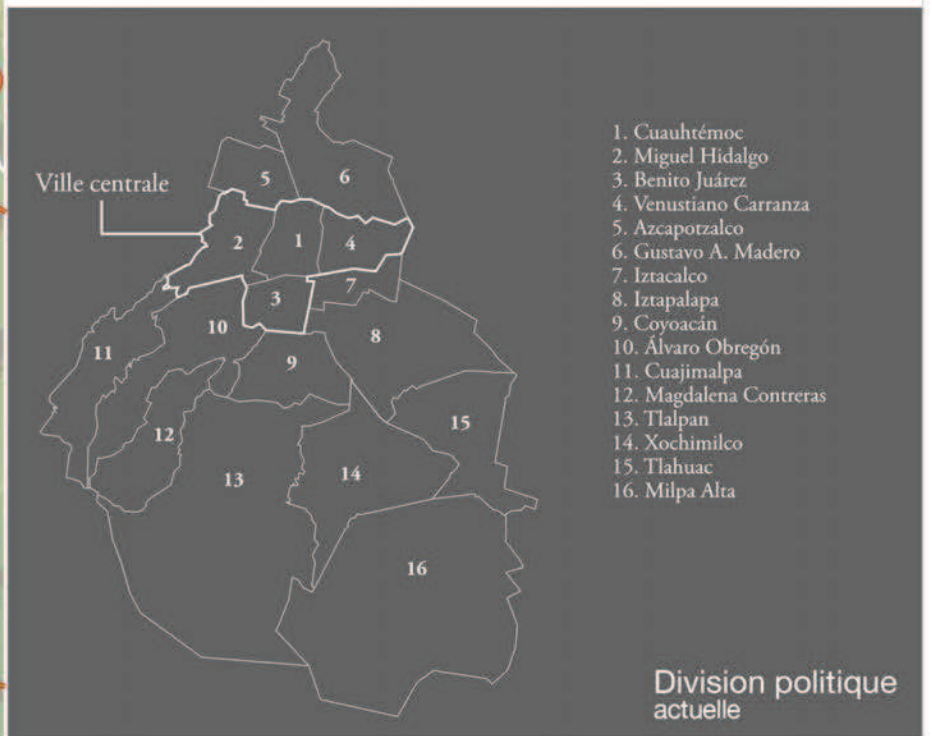 Ville centrale
5
6
2
1
4
3
7
10
8
11
9
12
15
13
14
16
1. Cuauhtémoc
2. Miguel Hidalgo
3. Benito Juárez
4. Venustiano Carranza
5. Azcapotzalco
6. Gustavo A. Madero
7. Iztacalco
8. Iztapalapa
9. Coyoacán
10. Álvaro Obregón
11. Cuajimalpa
12. Magdalena Contreras
13. Tlalpan
14. Xochimilco
15. Tlahuac
16. Milpa Alta
Division politique
actuelle